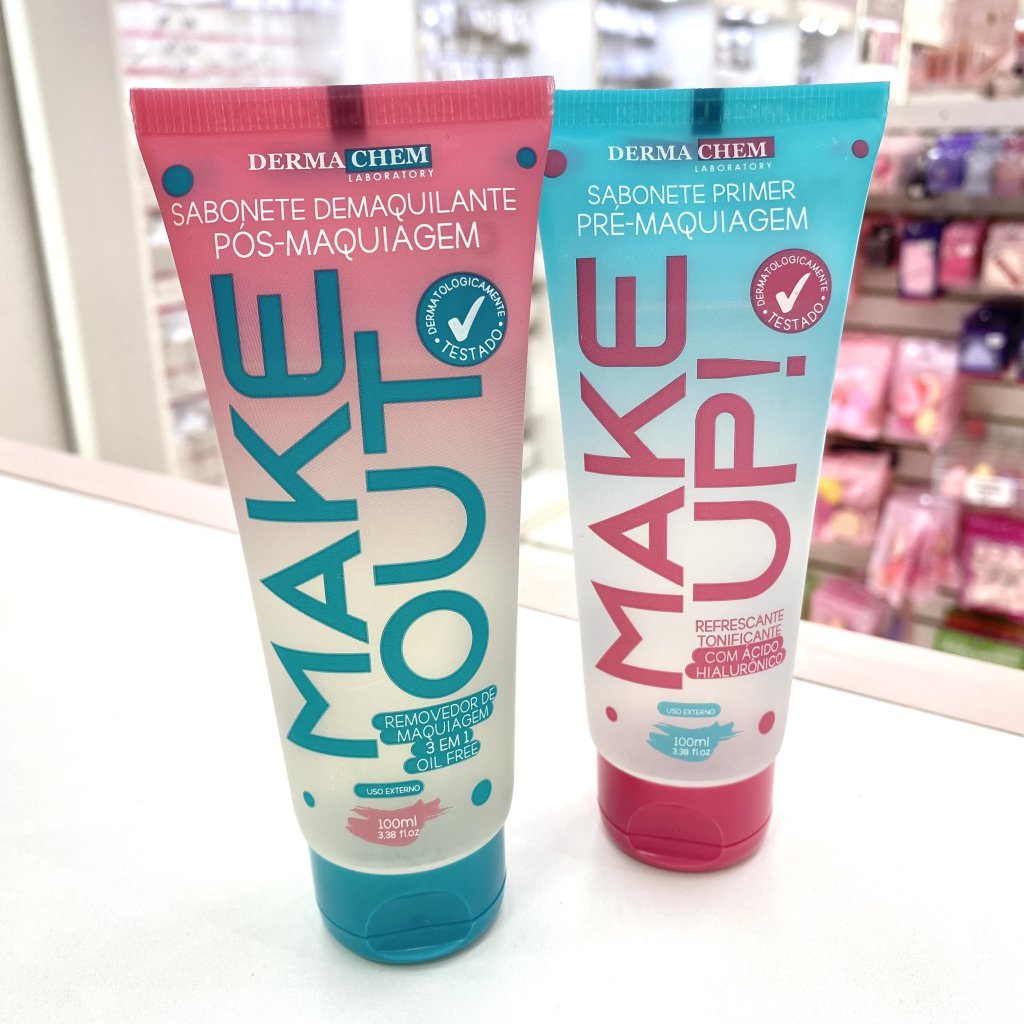 DERMA CHEM
LABORATORY
SABONETE DEMAQUILANTE
PÓS-MAQUIAGEM
DERMATOLOGICAMENTE
• TESTADO •
MAKE
OUT
REMOVEDOR DE
MAQUIAGEM
3 EM 1
OIL FREE
USO EXTERNO
100ml
3,38 fl.oz
DERMA CHEM
LABORATORY
SABONETE PRIMER
PRÉ-MAQUIAGEM
DERMATOLOGICAMENTE
• TESTADO •
MAKE
UP!
REFRESCANTE
TONIFICANTE
COM ÁCIDO
HIALURÔNICO
USO EXTERNO
100ml
3,38 fl.oz